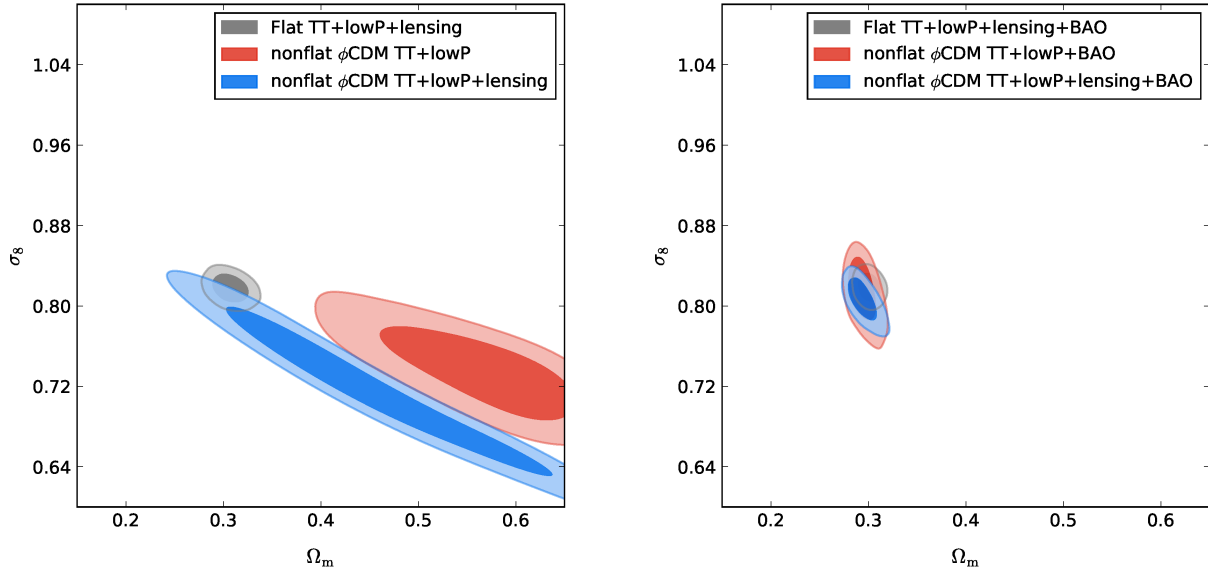 Flat TT+lowP+lensing
nonflat ϕCDM TT+lowP
nonflat ϕCDM TT+lowP+lensing
1.04
0.96
0.88
0.80
0.72
0.64
σ8
0.2
0.3
0.4
0.5
0.6
Ωm
Flat TT+lowP+lensing+BAO
nonflat ϕCDM TT+lowP+BAO
nonflat ϕCDM TT+lowP+lensing+BAO
1.04
0.96
0.88
0.80
0.72
0.64
σ8
0.2
0.3
0.4
0.5
0.6
Ωm